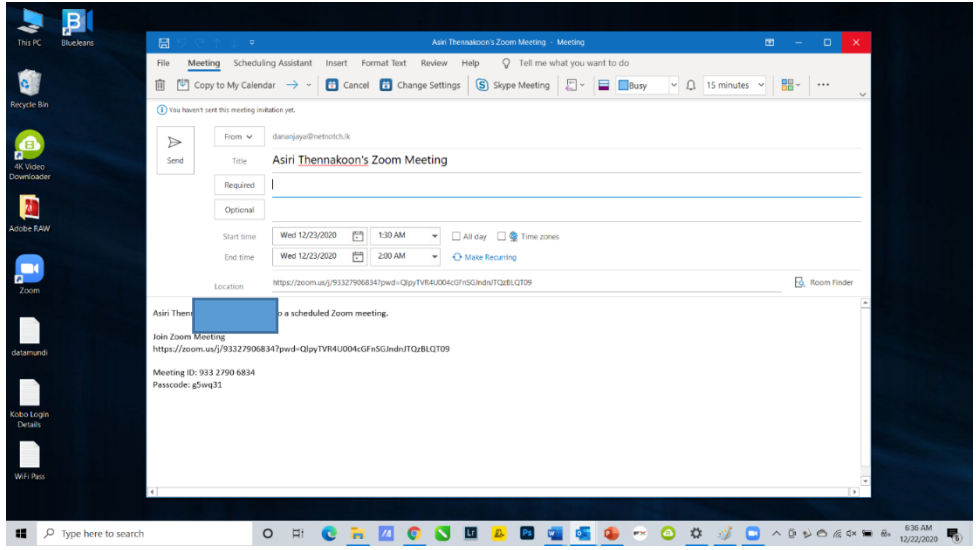 This PC
BlueJeans
Recycle Bin
4K Video
Downloader
Adobe RAW
Zoom
datamundi
Kobo Login
Details
WiFi Pass
Asiri Thennakoon's Zoom Meeting - Meeting
File Meeting Scheduling Assistant Insert Format Text Review Help Tell me what you want to do
Copy to My Calendar Cancel Change Settings Skype Meeting Busy 15 minutes
You haven't sent this meeting invitation yet.
Send
From dananjaya@netnotch.lk
Title Asiri Thennakoon's Zoom Meeting
Required
Optional
Start time Wed 12/23/2020 1:30 AM All day Time zones
End time Wed 12/23/2020 2:00 AM Make Recurring
Location https://zoom.us/j/93327906834?pwd=QlpyTVR4U004cGFnSGJndnJTQzBLQT09 Room Finder
Asiri Thenn o a scheduled Zoom meeting.
Join Zoom Meeting
https://zoom.us/j/93327906834?pwd=QlpyTVR4U004cGFnSGJndnJTQzBLQT09
Meeting ID: 933 2790 6834
Passcode: g5wq31
Type here to search
6:36 AM
12/22/2020